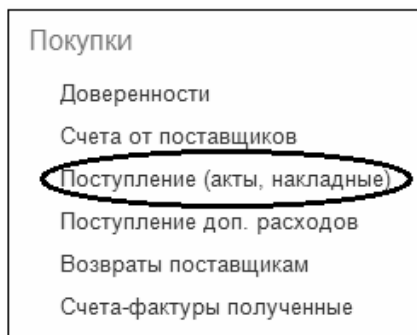 Покупки
Доверенности
Счета от поставщиков
Поступление (акты, накладные)
Поступление доп. расходов
Возвраты поставщикам
Счета-фактуры полученные